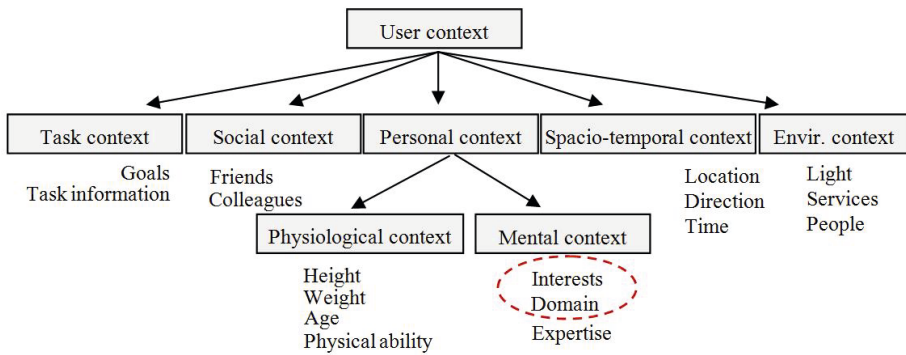 User context
Task context
Social context
Personal context
Spacio-temporal context
Envir. context
Goals
Task information
Friends
Colleagues
Location
Direction
Time
Light
Services
People
Physiological context
Mental context
Height
Weight
Age
Physical ability
Interests
Domain
Expertise